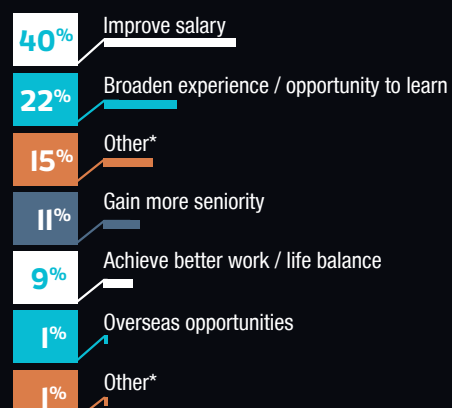 40% Improve salary
22% Broaden experience / opportunity to learn
15% Other*
11% Gain more seniority
9% Achieve better work / life balance
1% Overseas opportunities
1% Other*